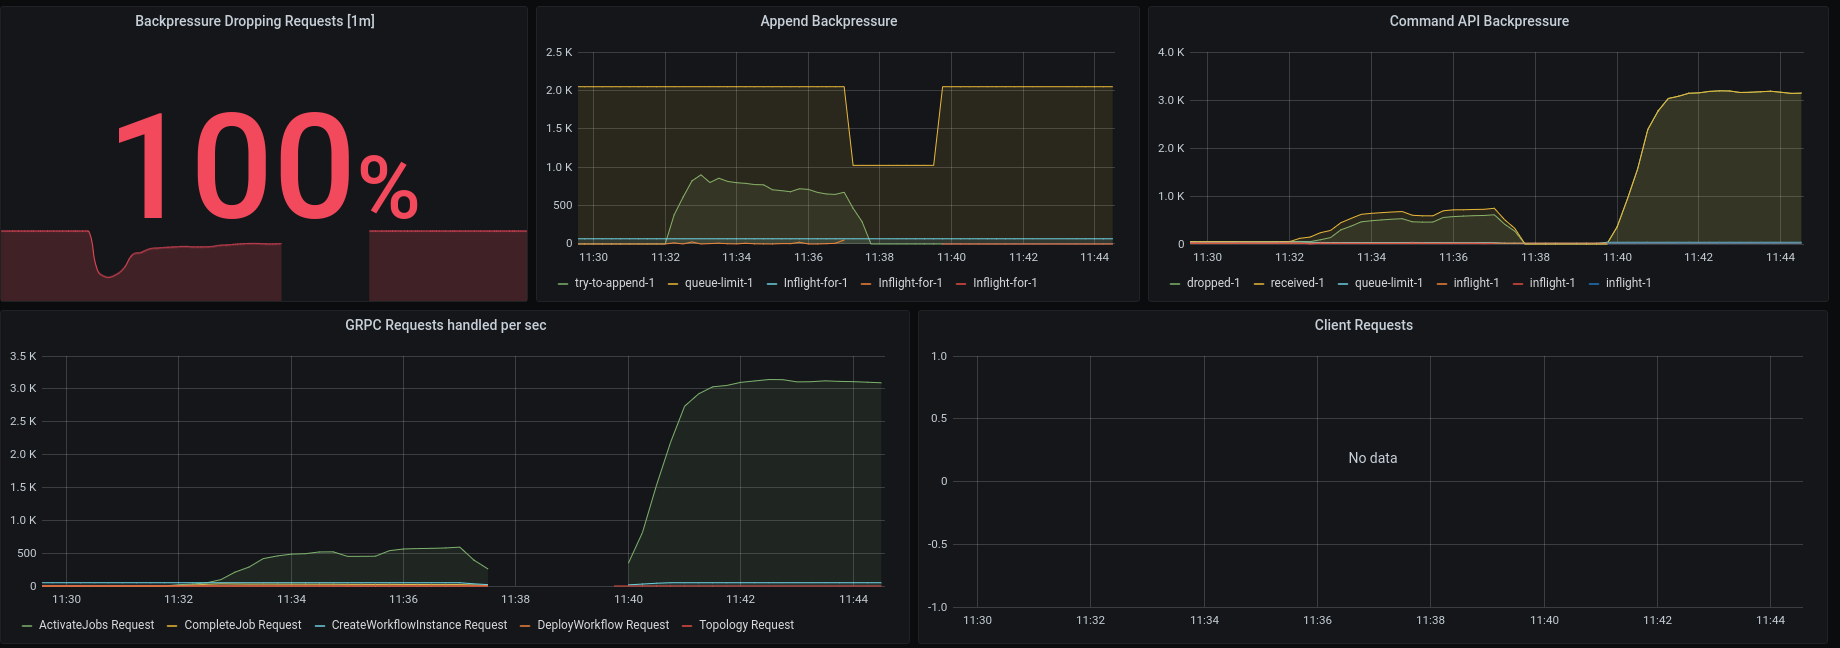 Backpressure Dropping Requests [1m]
100%
Append Backpressure
2.5 K
2.0 K
1.5 K
1.0 K
500
0
11:30 11:32 11:34 11:36 11:38 11:40 11:42 11:44
try-to-append-1 queue-limit-1 Inflight-for-1 Inflight-for-1 Inflight-for-1
Command API Backpressure
4.0 K
3.0 K
2.0 K
1.0 K
0
11:30 11:32 11:34 11:36 11:38 11:40 11:42 11:44
dropped-1 received-1 queue-limit-1 inflight-1 inflight-1 inflight-1
GRPC Requests handled per sec
3.5 K
3.0 K
2.5 K
2.0 K
1.5 K
1.0 K
500
0
11:30 11:32 11:34 11:36 11:38 11:40 11:42 11:44
ActivateJobs Request CompleteJob Request CreateWorkflowInstance Request DeployWorkflow Request Topology Request
Client Requests
1.0
0.5
No data
0
-0.5
-1.0
11:30 11:32 11:34 11:36 11:38 11:40 11:42 11:44